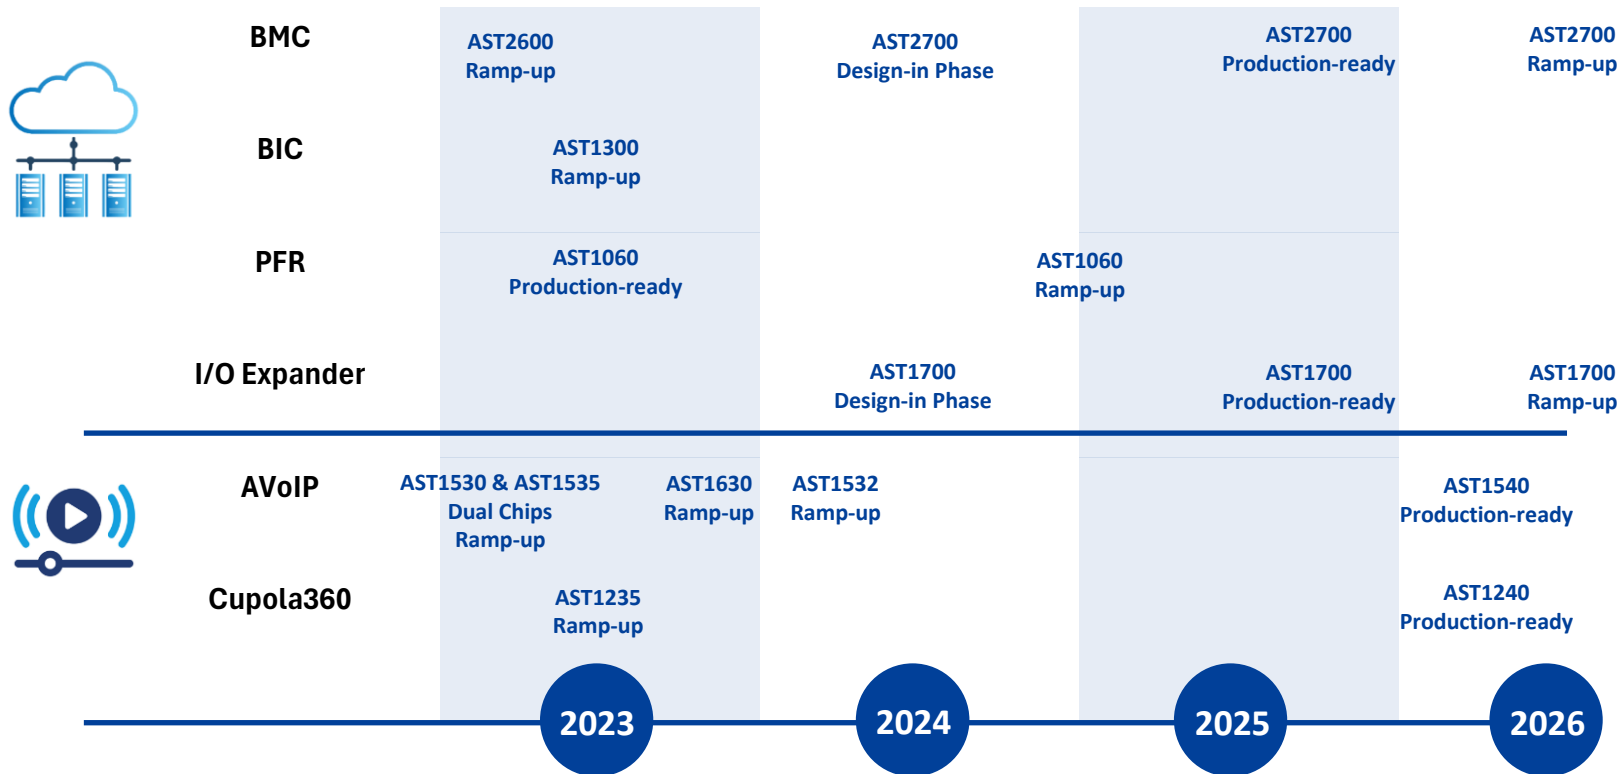 BMC
AST2600
Ramp-up
AST2700
Design-in Phase
AST2700
Production-ready
AST2700
Ramp-up
BIC
AST1300
Ramp-up
PFR
AST1060
Production-ready
AST1060
Ramp-up
I/O Expander
AST1700
Design-in Phase
AST1700
Production-ready
AST1700
Ramp-up
AVoIP
AST1530 & AST1535
Dual Chips
Ramp-up
AST1630
Ramp-up
AST1532
Ramp-up
AST1540
Production-ready
Cupola360
AST1235
Ramp-up
AST1240
Production-ready
2023
2024
2025
2026